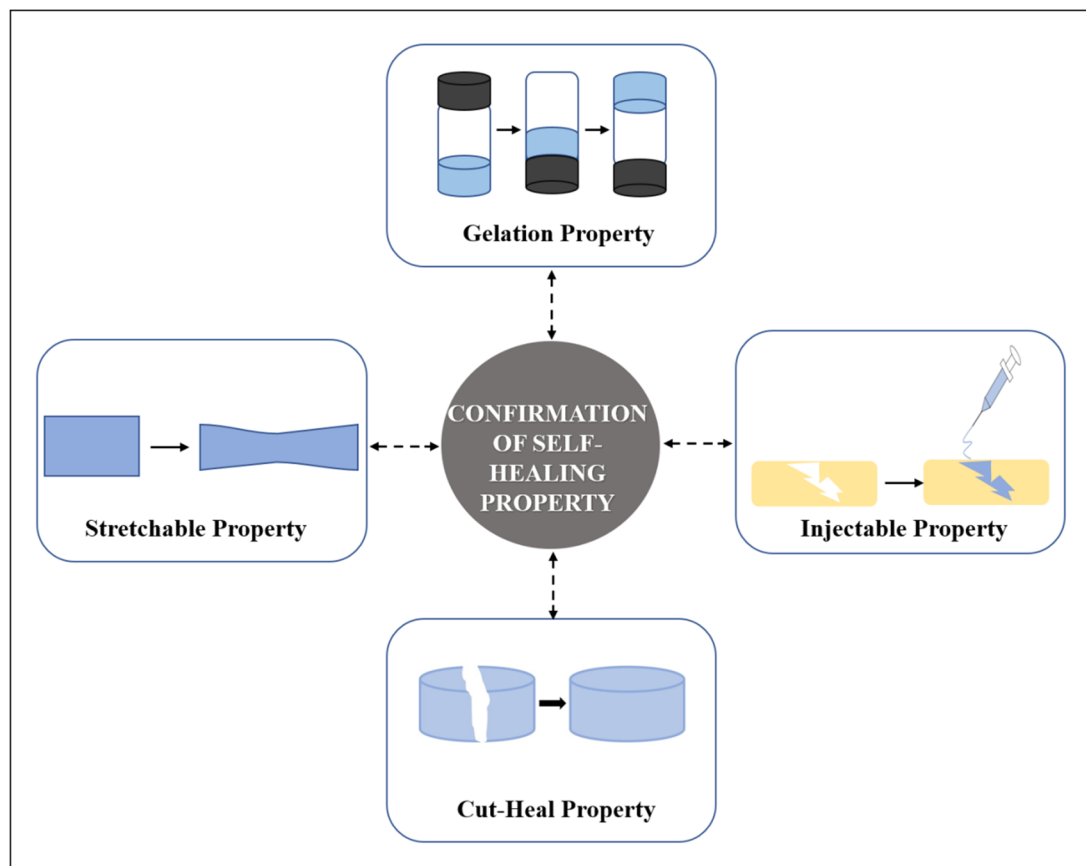 Gelation Property
CONFIRMATION
OF SELF-
HEALING
PROPERTY
Stretchable Property
Injectable Property
Cut-Heal Property